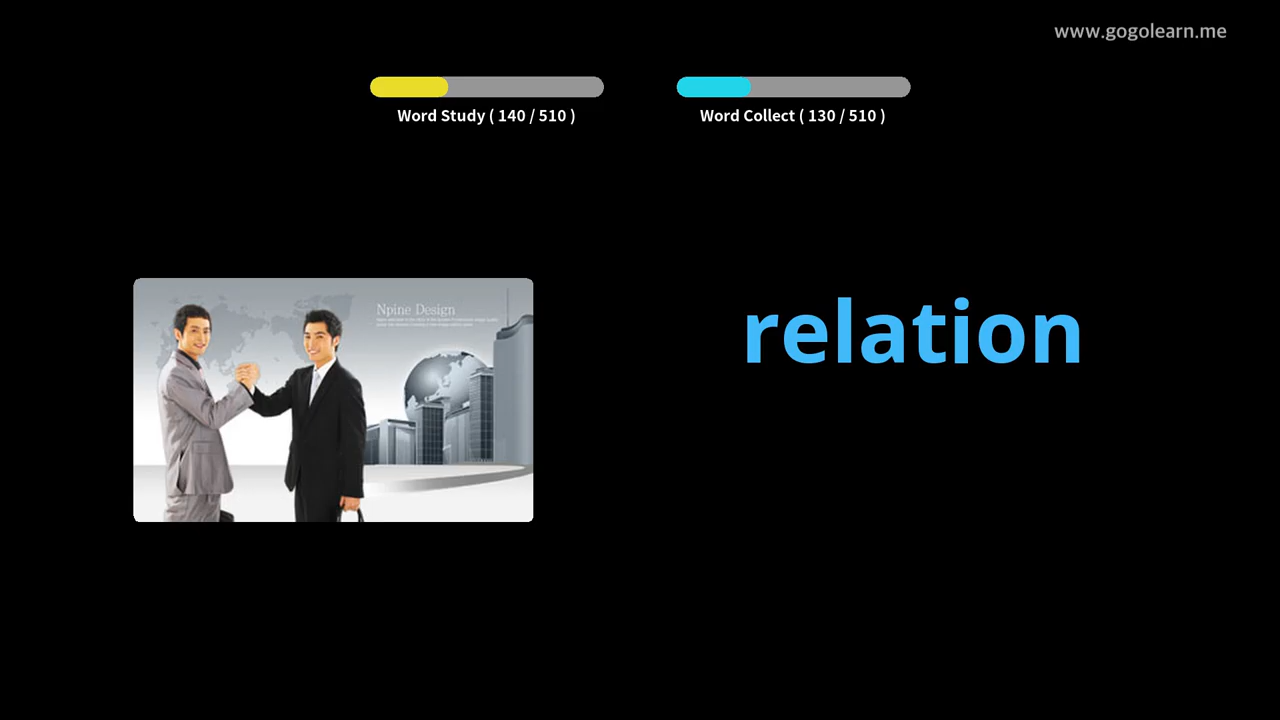 www.gogolearn.me
Word Study ( 140 / 510 )
Word Collect ( 130 / 510 )
Npine Design
relation